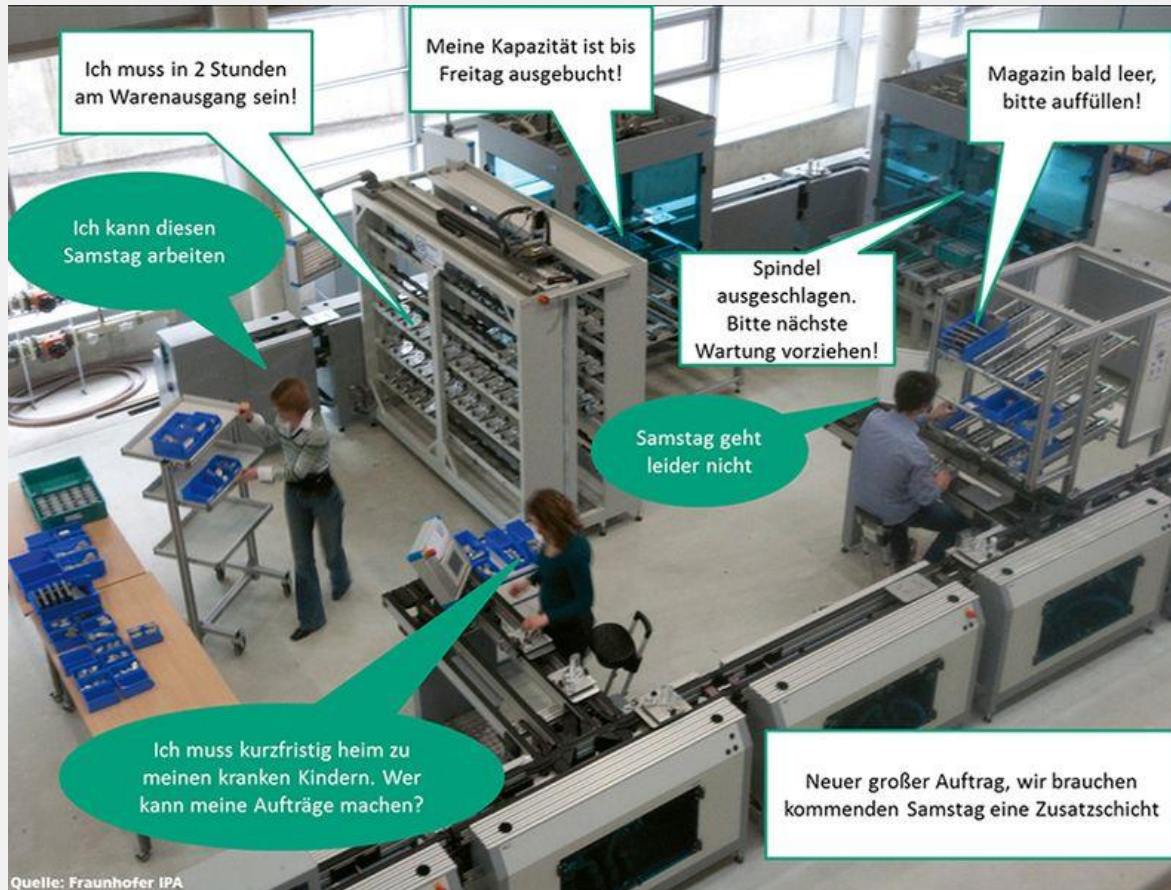 Ich muss in 2 Stunden
am Warenausgang sein!
Meine Kapazität ist bis
Freitag ausgebucht!
Magazin bald leer,
bitte auffüllen!
Ich kann diesen
Samstag arbeiten
Spindel
ausgeschlagen.
Bitte nächste
Wartung vorziehen!
Samstag geht
leider nicht
Ich muss kurzfristig heim zu
meinen kranken Kindern. Wer
kann meine Aufträge machen?
Neuer großer Auftrag, wir brauchen
kommenden Samstag eine Zusatzschicht
Quelle: Fraunhofer IPA